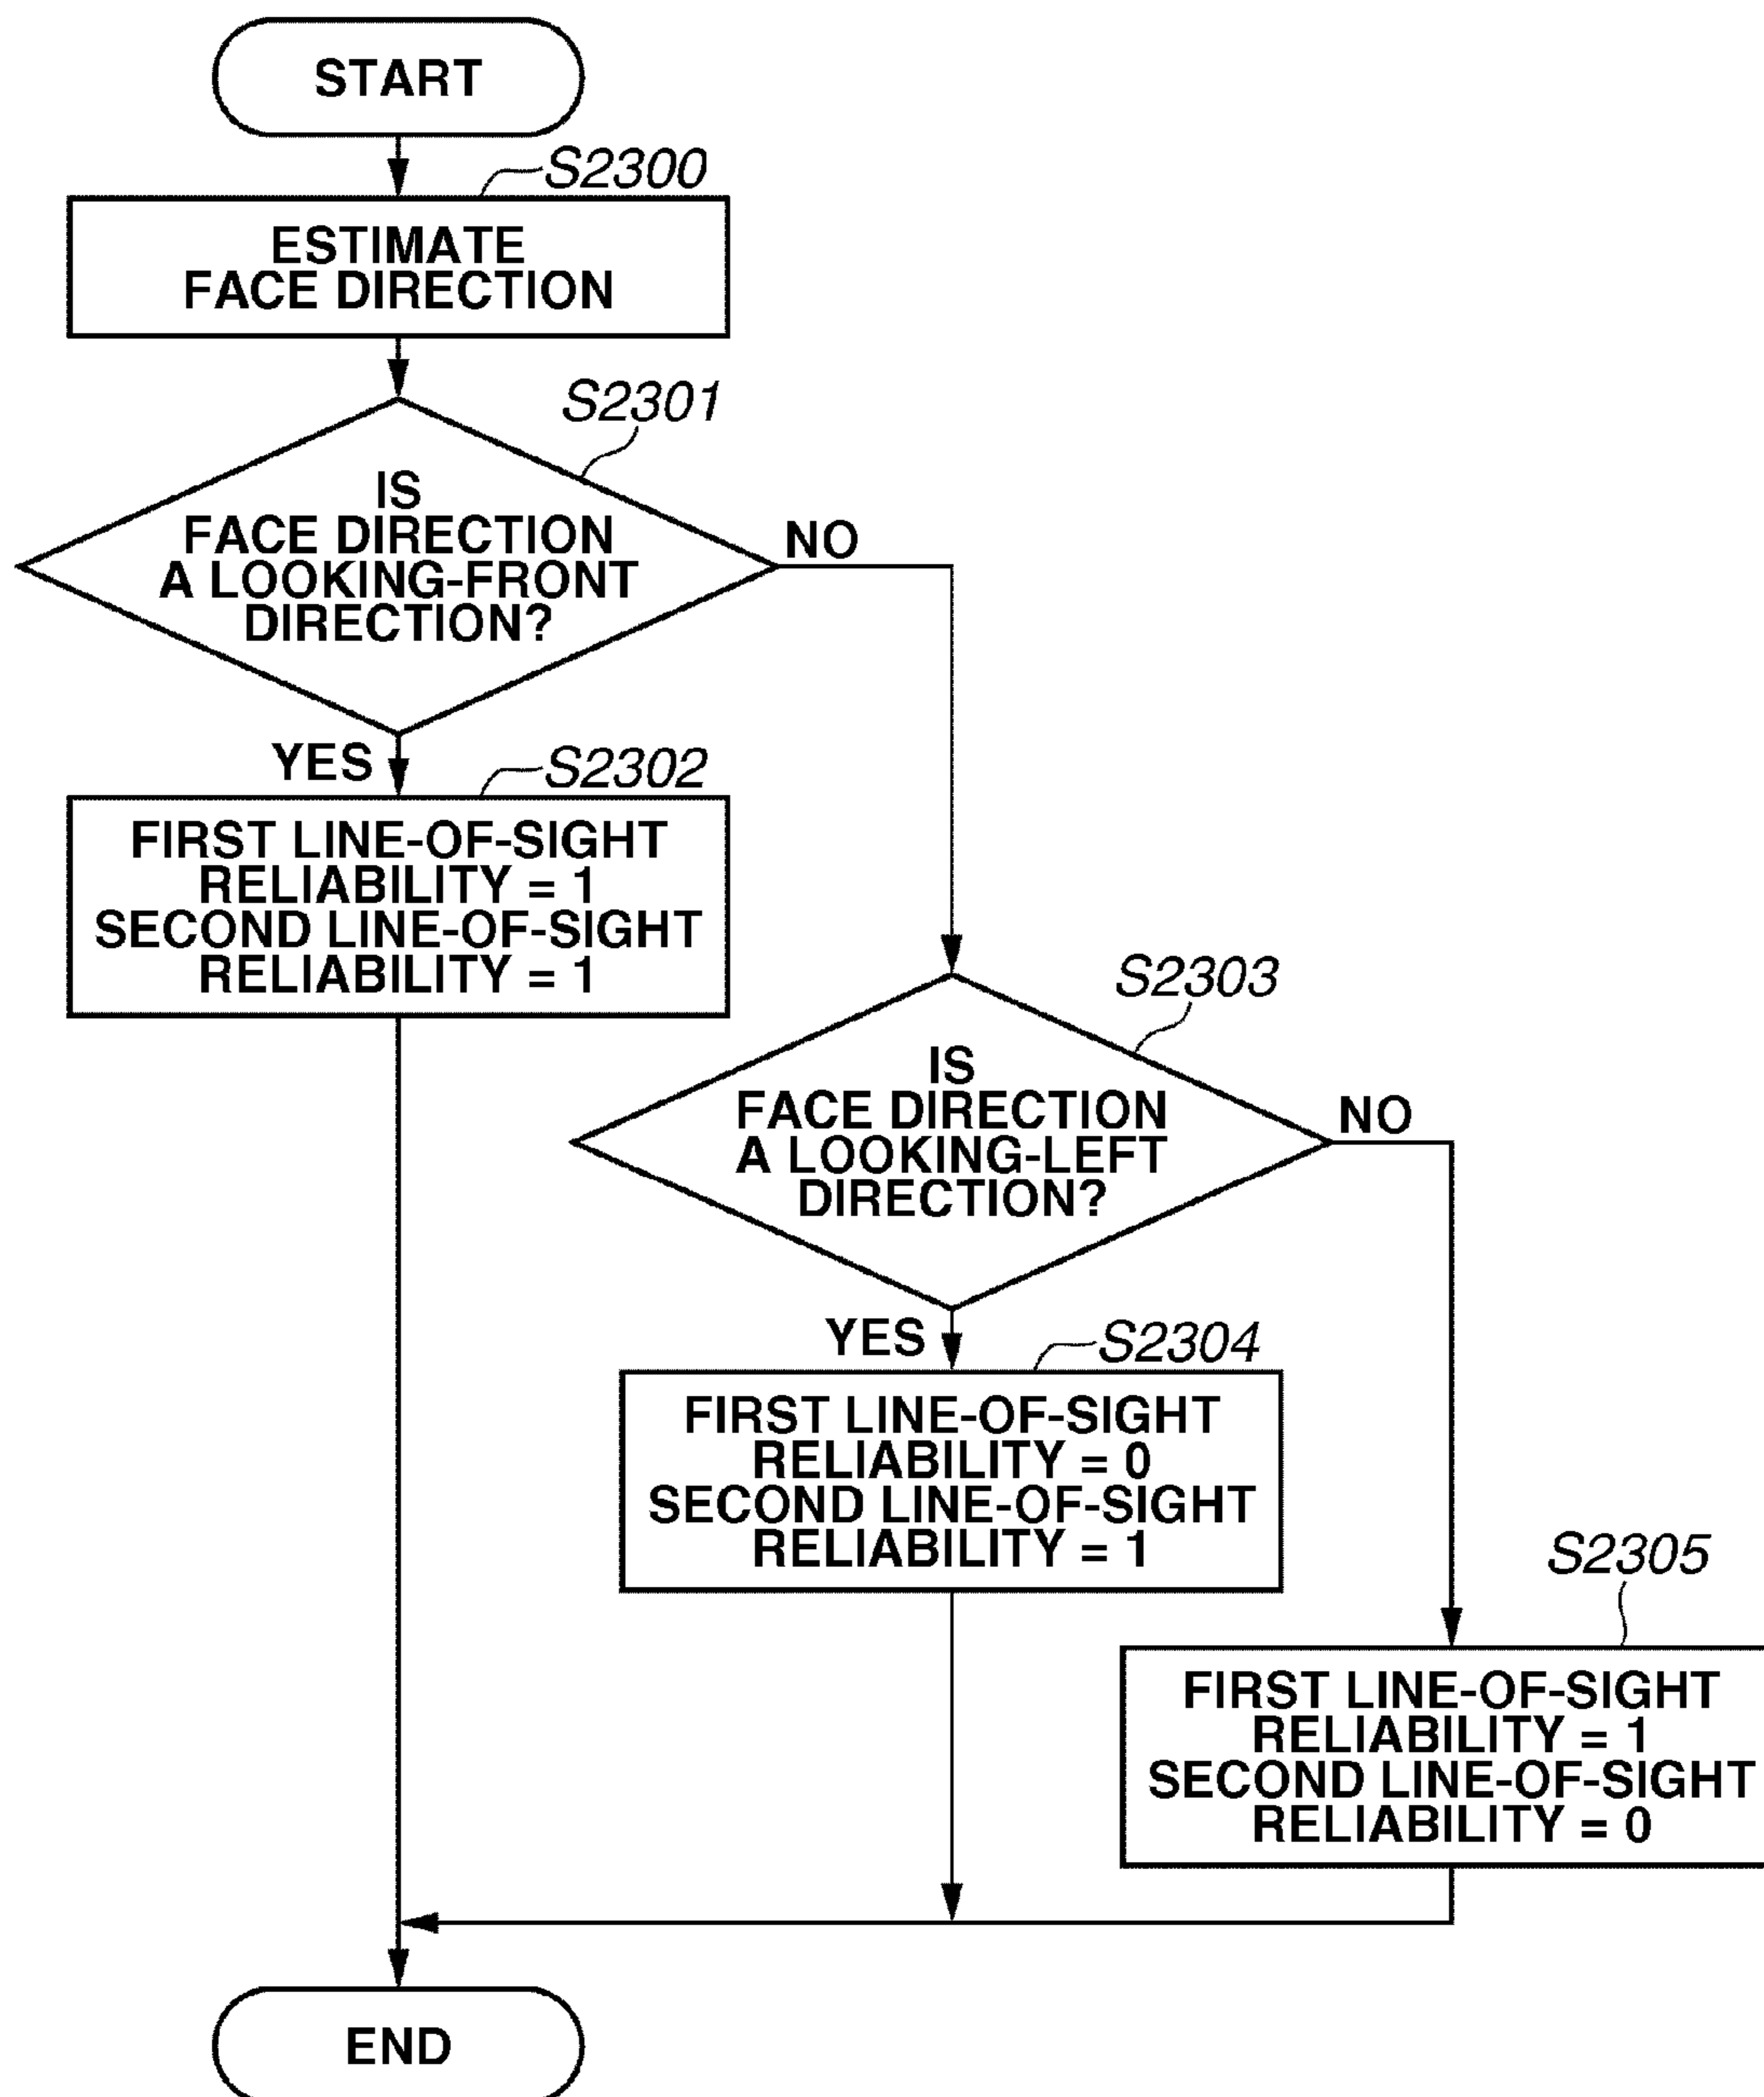 START
S2300
ESTIMATE
FACE DIRECTION
S2301
IS
FACE DIRECTION
A LOOKING-FRONT
DIRECTION?
NO
YES
S2302
FIRST LINE-OF-SIGHT
RELIABILITY = 1
SECOND LINE-OF-SIGHT
RELIABILITY = 1
S2303
IS
FACE DIRECTION
A LOOKING-LEFT
DIRECTION?
NO
YES
S2304
FIRST LINE-OF-SIGHT
RELIABILITY = 0
SECOND LINE-OF-SIGHT
RELIABILITY = 1
S2305
FIRST LINE-OF-SIGHT
RELIABILITY = 1
SECOND LINE-OF-SIGHT
RELIABILITY = 0
END